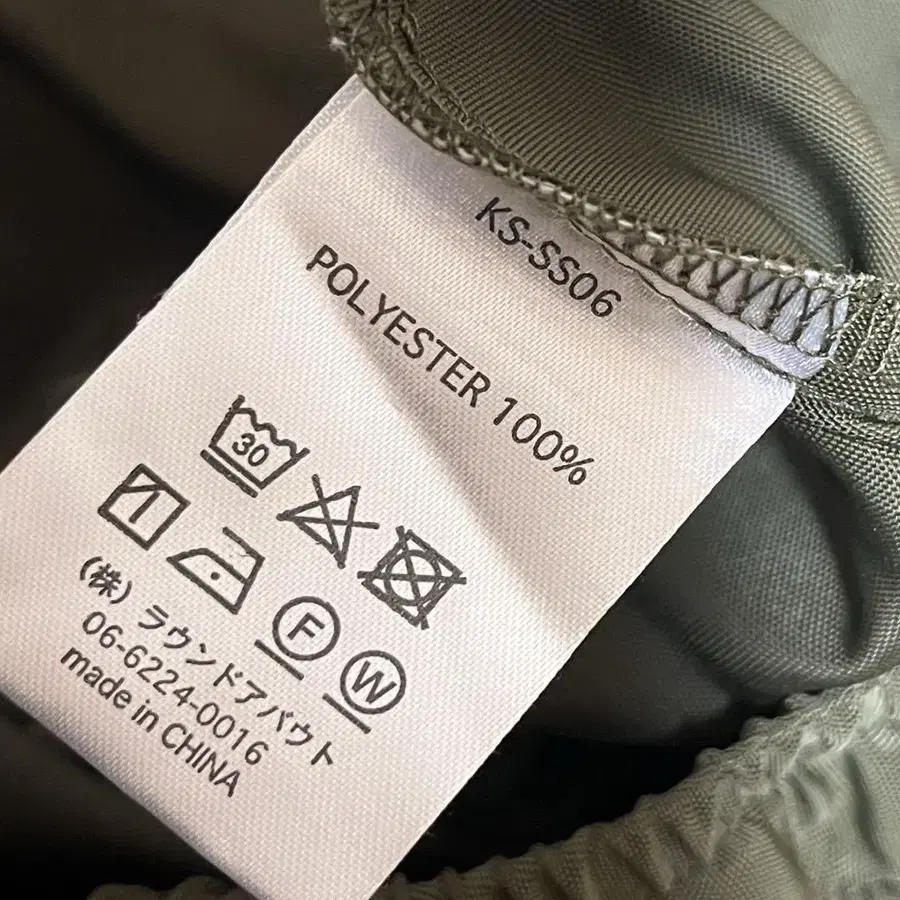 KS-SS06
POLYESTER 100%
30
F
W
(株) ラウンドアバウト
06-6224-0016
made in CHINA